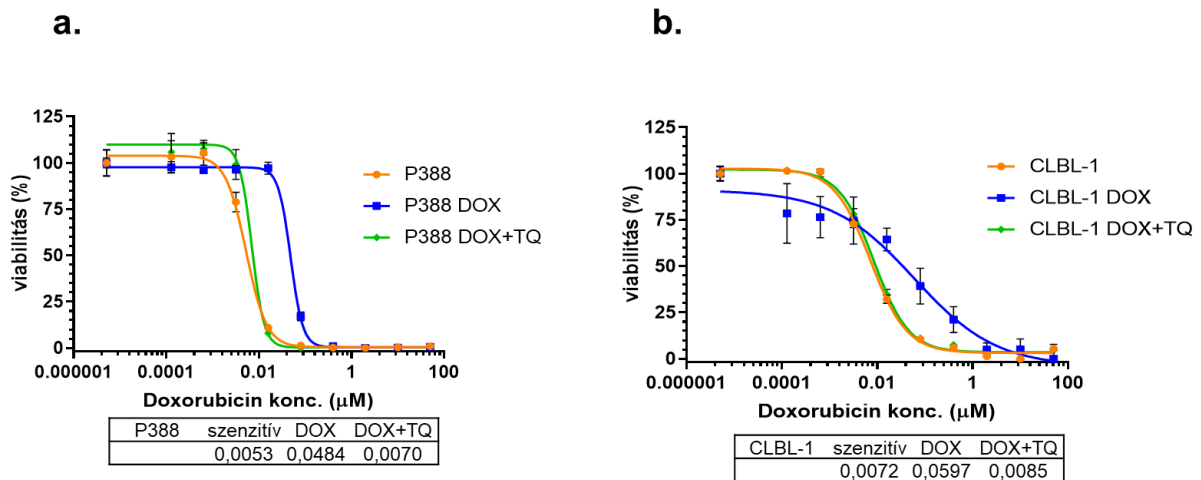 a.
125
100
75
50
25
0
viabilitás (%)
0.000001 0.0001 0.01 1 100
Doxorubicin konc. (μM)
P388
P388 DOX
P388 DOX+TQ
P388 szenzitív DOX DOX+TQ
0,0053 0,0484 0,0070
b.
125
100
75
50
25
0
viabilitás (%)
0.000001 0.0001 0.01 1 100
Doxorubicin konc. (μM)
CLBL-1
CLBL-1 DOX
CLBL-1 DOX+TQ
CLBL-1 szenzitív DOX DOX+TQ
0,0072 0,0597 0,0085